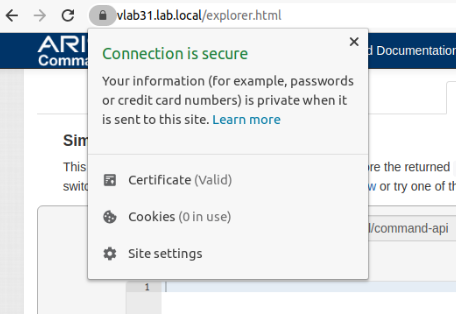 vlab31.lab.local/explorer.html
ARI
Comma
d Documentation
Connection is secure
Your information (for example, passwords
or credit card numbers) is private when it
is sent to this site. Learn more
Sim
This
ore the returned
switc
w or try one of th
Certificate (Valid)
Cookies (0 in use)
l/command-api
Site settings
1